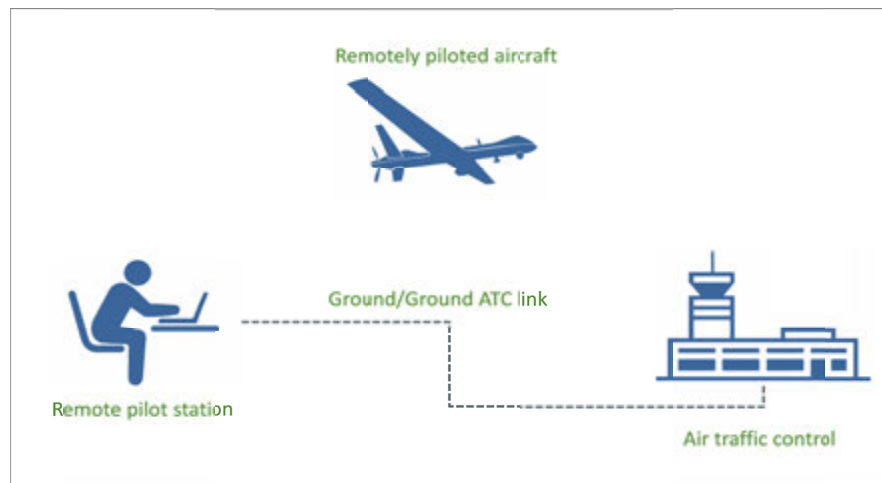 Remotely piloted aircraft
Ground/Ground ATC link
Remote pilot station
Air traffic control